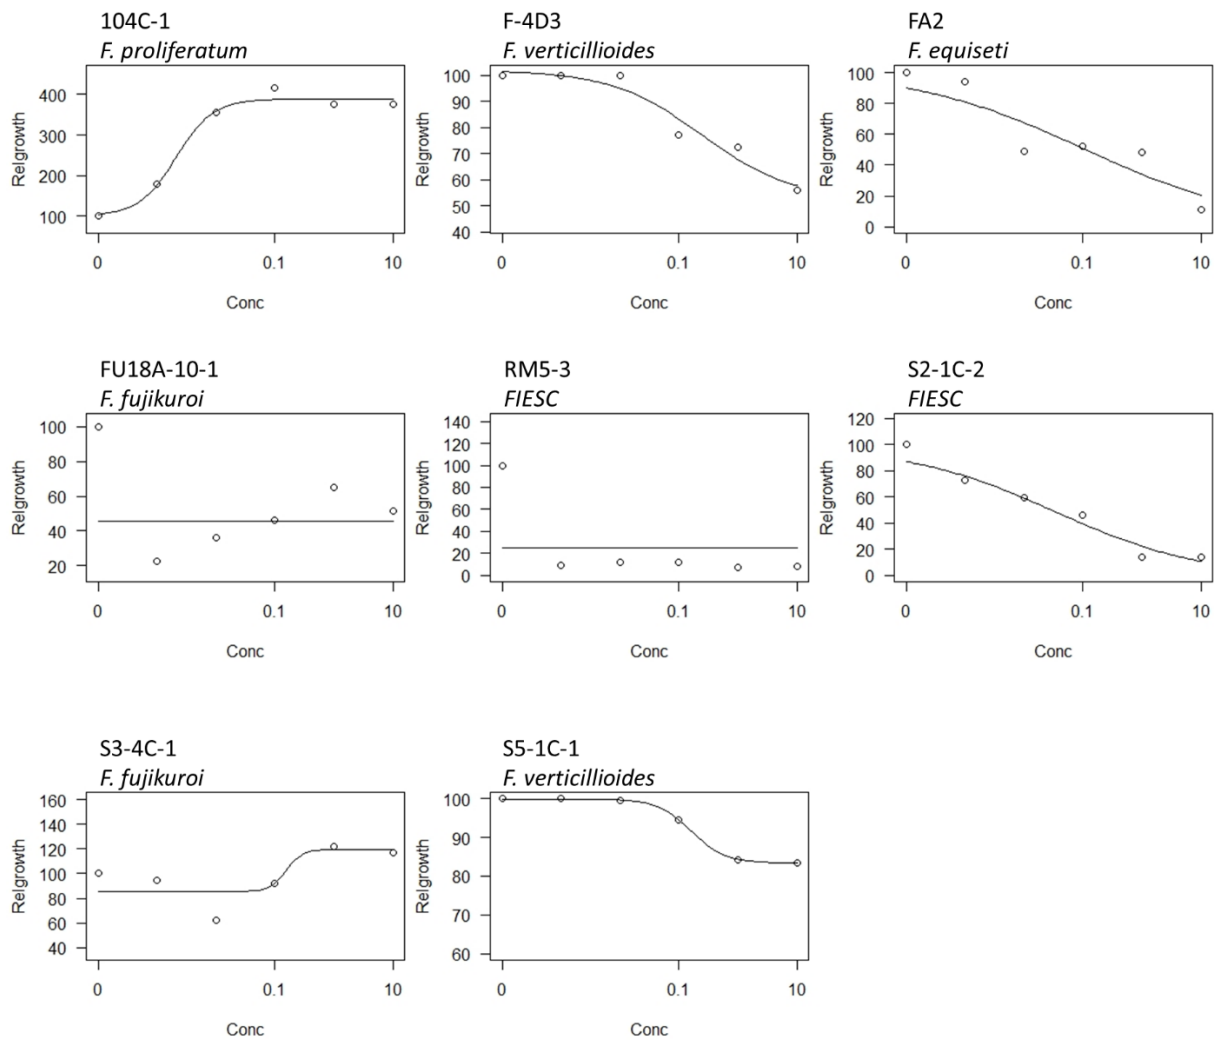 104C-1
F. proliferatum
Relgrowth
400
300
200
100
0
0.1
10
Conc
F-4D3
F. verticillioides
Relgrowth
100
90
80
70
60
50
40
0
0.1
10
Conc
FA2
F. equiseti
Relgrowth
100
80
60
40
20
0
0
0.1
10
Conc
FU18A-10-1
F. fujikuroi
Relgrowth
100
80
60
40
20
0
0.1
10
Conc
RM5-3
FIESC
Relgrowth
140
120
100
80
60
40
20
0
0
0.1
10
Conc
S2-1C-2
FIESC
Relgrowth
120
100
80
60
40
20
0
0
0.1
10
Conc
S3-4C-1
F. fujikuroi
Relgrowth
160
140
120
100
80
60
40
0
0.1
10
Conc
S5-1C-1
F. verticillioides
Relgrowth
100
90
80
70
60
0
0.1
10
Conc